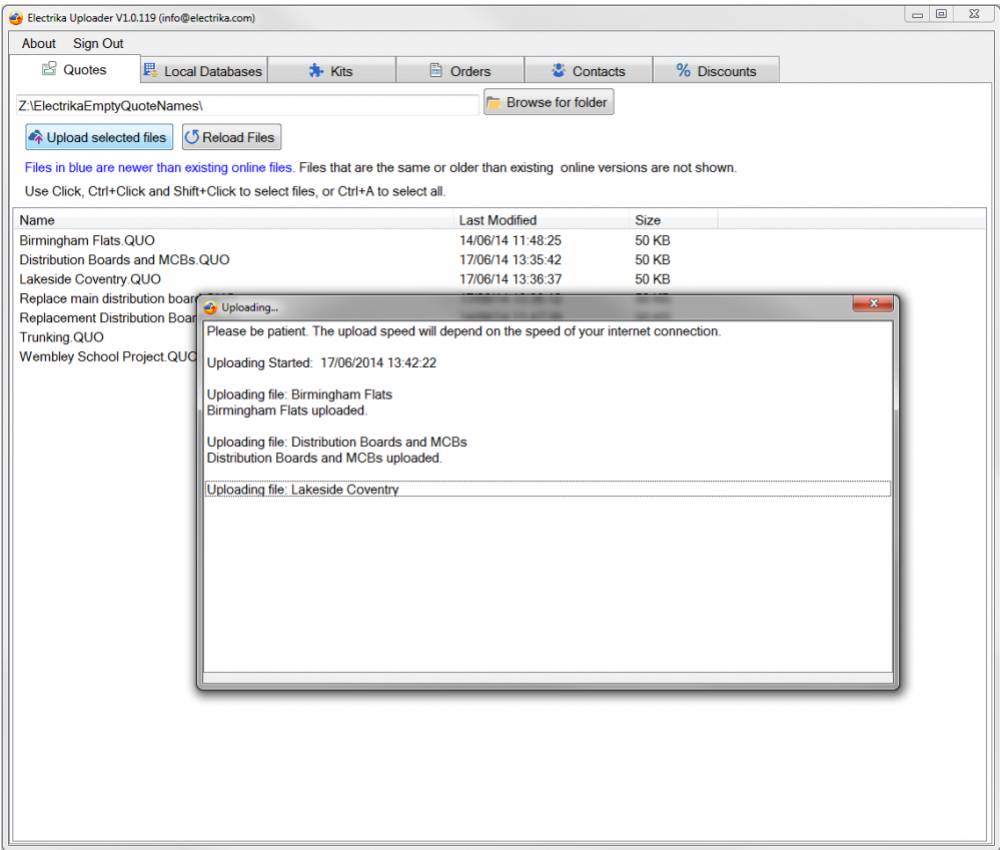 Electrika Uploader V1.0.119 (info@electrika.com)
About Sign Out
Quotes Local Databases Kits Orders Contacts % Discounts
Z:\ElectrikaEmptyQuoteNames\ Browse for folder
Upload selected files Reload Files
Files in blue are newer than existing online files. Files that are the same or older than existing online versions are not shown.
Use Click, Ctrl+Click and Shift+Click to select files, or Ctrl+A to select all.
Name Last Modified Size
Birmingham Flats.QUO 14/06/14 11:48:25 50 KB
Distribution Boards and MCBs.QUO 17/06/14 13:35:42 50 KB
Lakeside Coventry.QUO 17/06/14 13:36:37 50 KB
Replace main distribution board
Replacement Distribution Boar
Trunking.QUO
Wembley School Project.QUO
Uploading...
Please be patient. The upload speed will depend on the speed of your internet connection.
Uploading Started: 17/06/2014 13:42:22
Uploading file: Birmingham Flats
Birmingham Flats uploaded.
Uploading file: Distribution Boards and MCBs
Distribution Boards and MCBs uploaded.
Uploading file: Lakeside Coventry